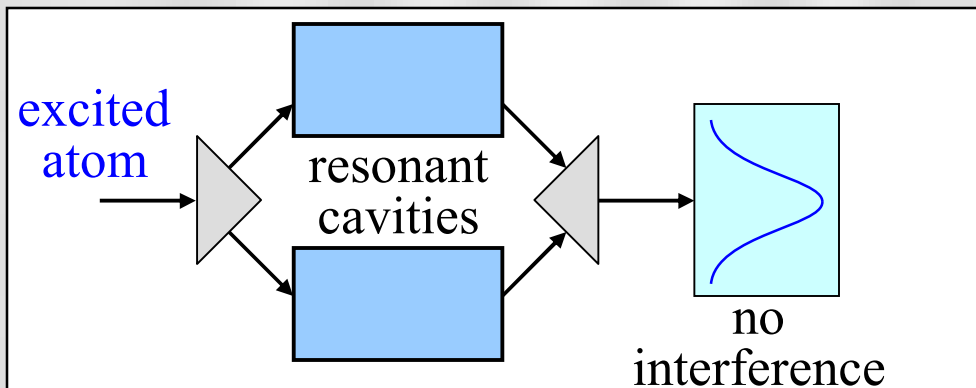 excited
atom
resonant
cavities
no
interference